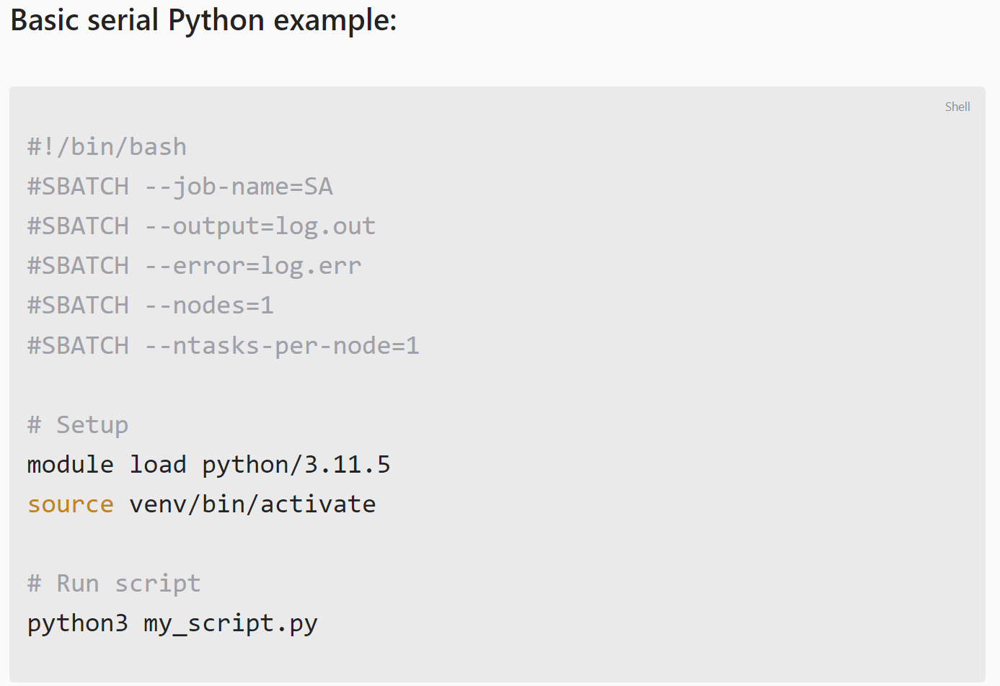 Basic serial Python example:
Shell
#!/bin/bash
#SBATCH --job-name=SA
#SBATCH --output=log.out
#SBATCH --error=log.err
#SBATCH --nodes=1
#SBATCH --ntasks-per-node=1
# Setup
module load python/3.11.5
source venv/bin/activate
# Run script
python3 my_script.py